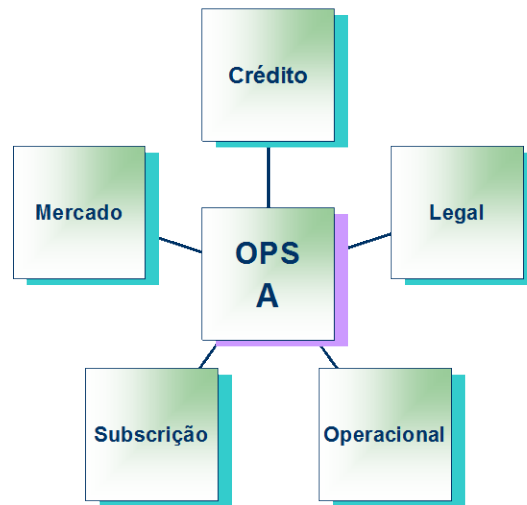 Crédito
Mercado
Legal
OPS
A
Subscrição
Operacional